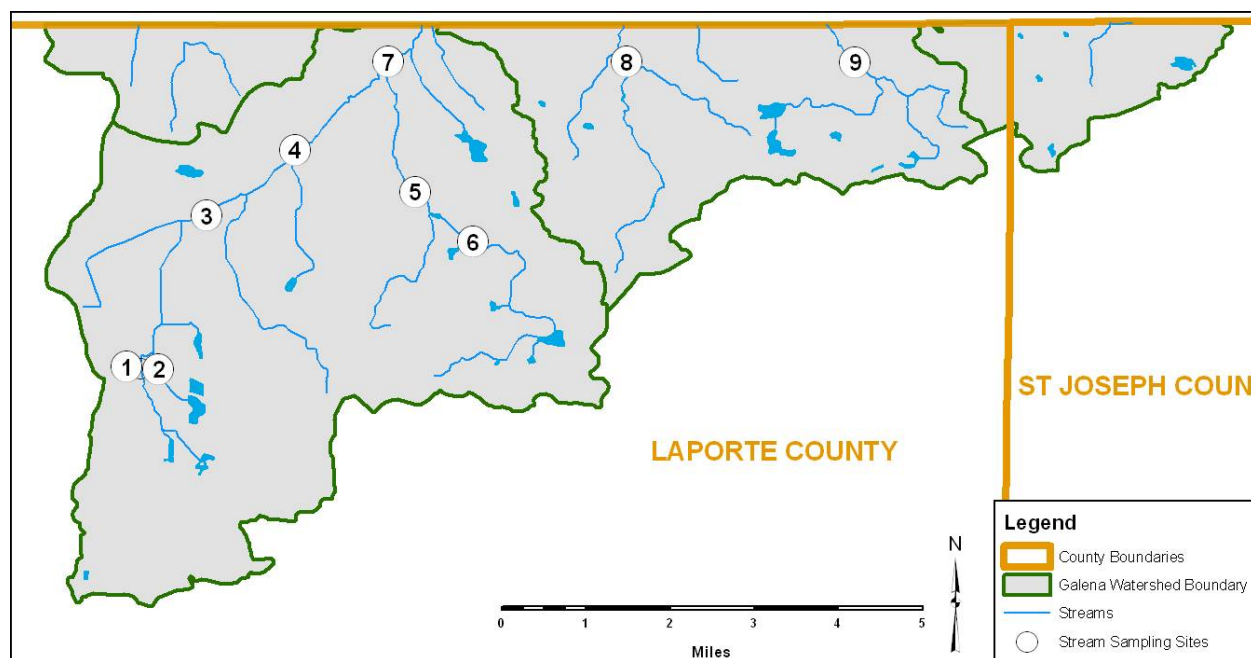 7
8
9
4
5
3
6
1
2
ST JOSEPH COUN
LAPORTE COUNTY
N
0 1 2 3 4 5
Miles
Legend
County Boundaries
Galena Watershed Boundary
Streams
Stream Sampling Sites